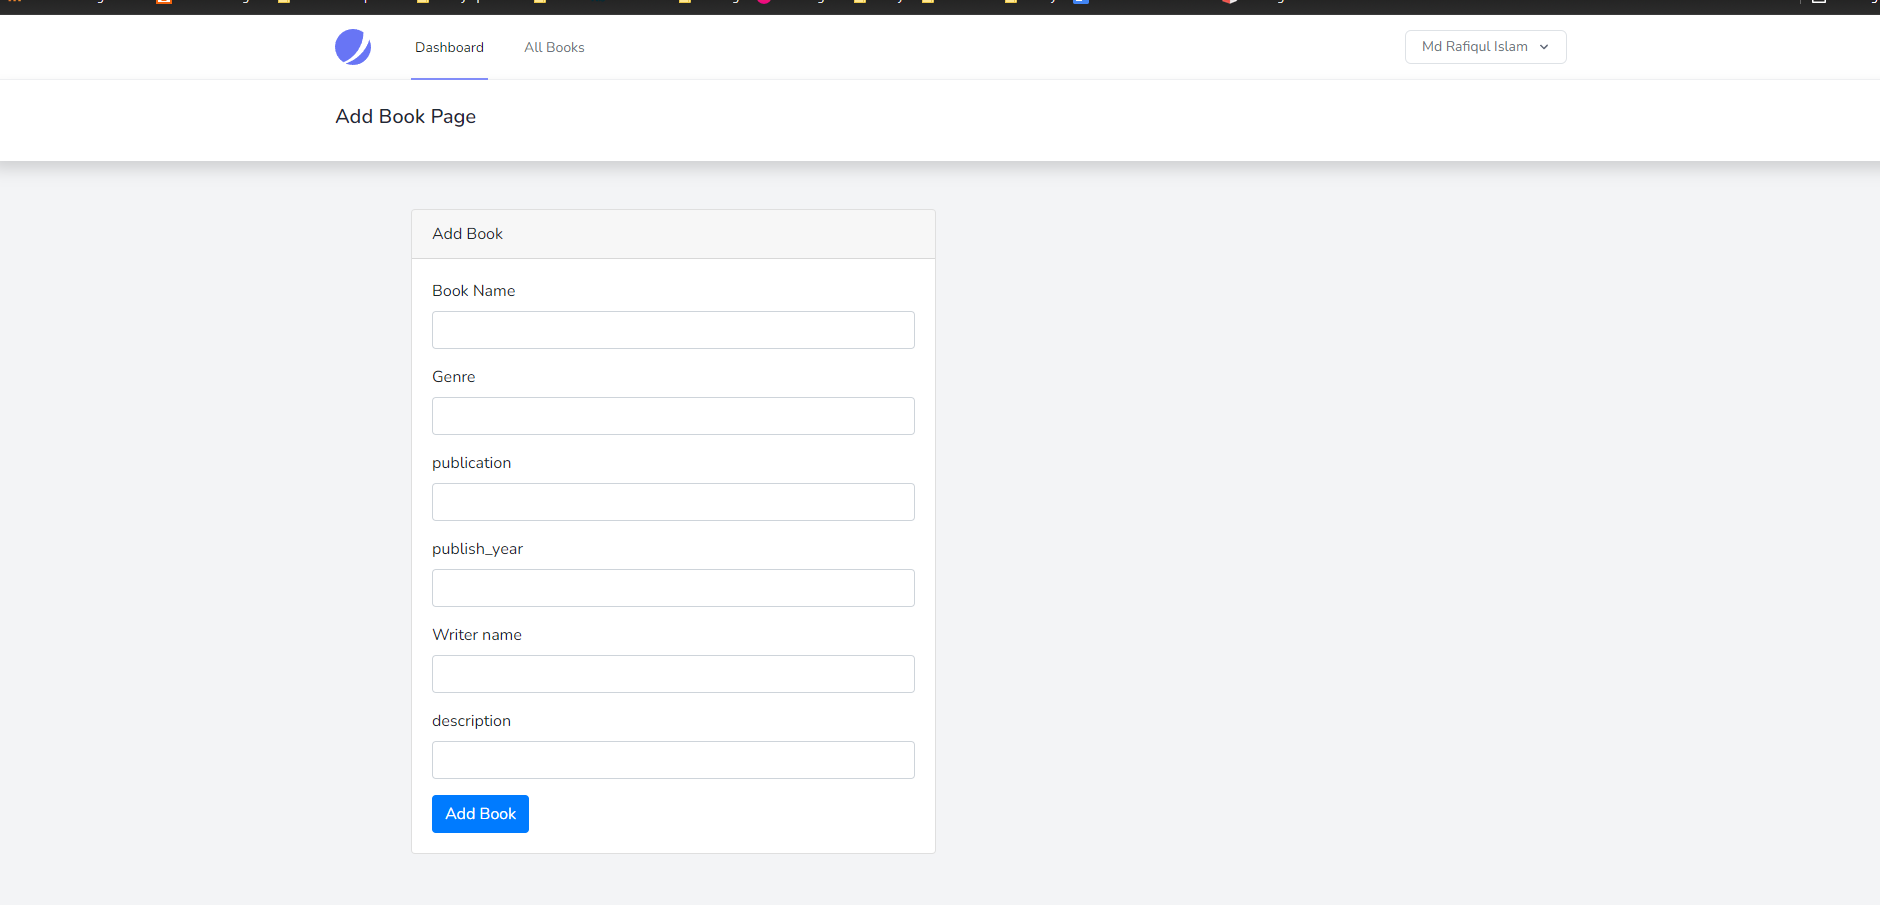 Dashboard All Books Md Rafiqul Islam
Add Book Page
Add Book
Book Name
Genre
publication
publish_year
Writer name
description
Add Book